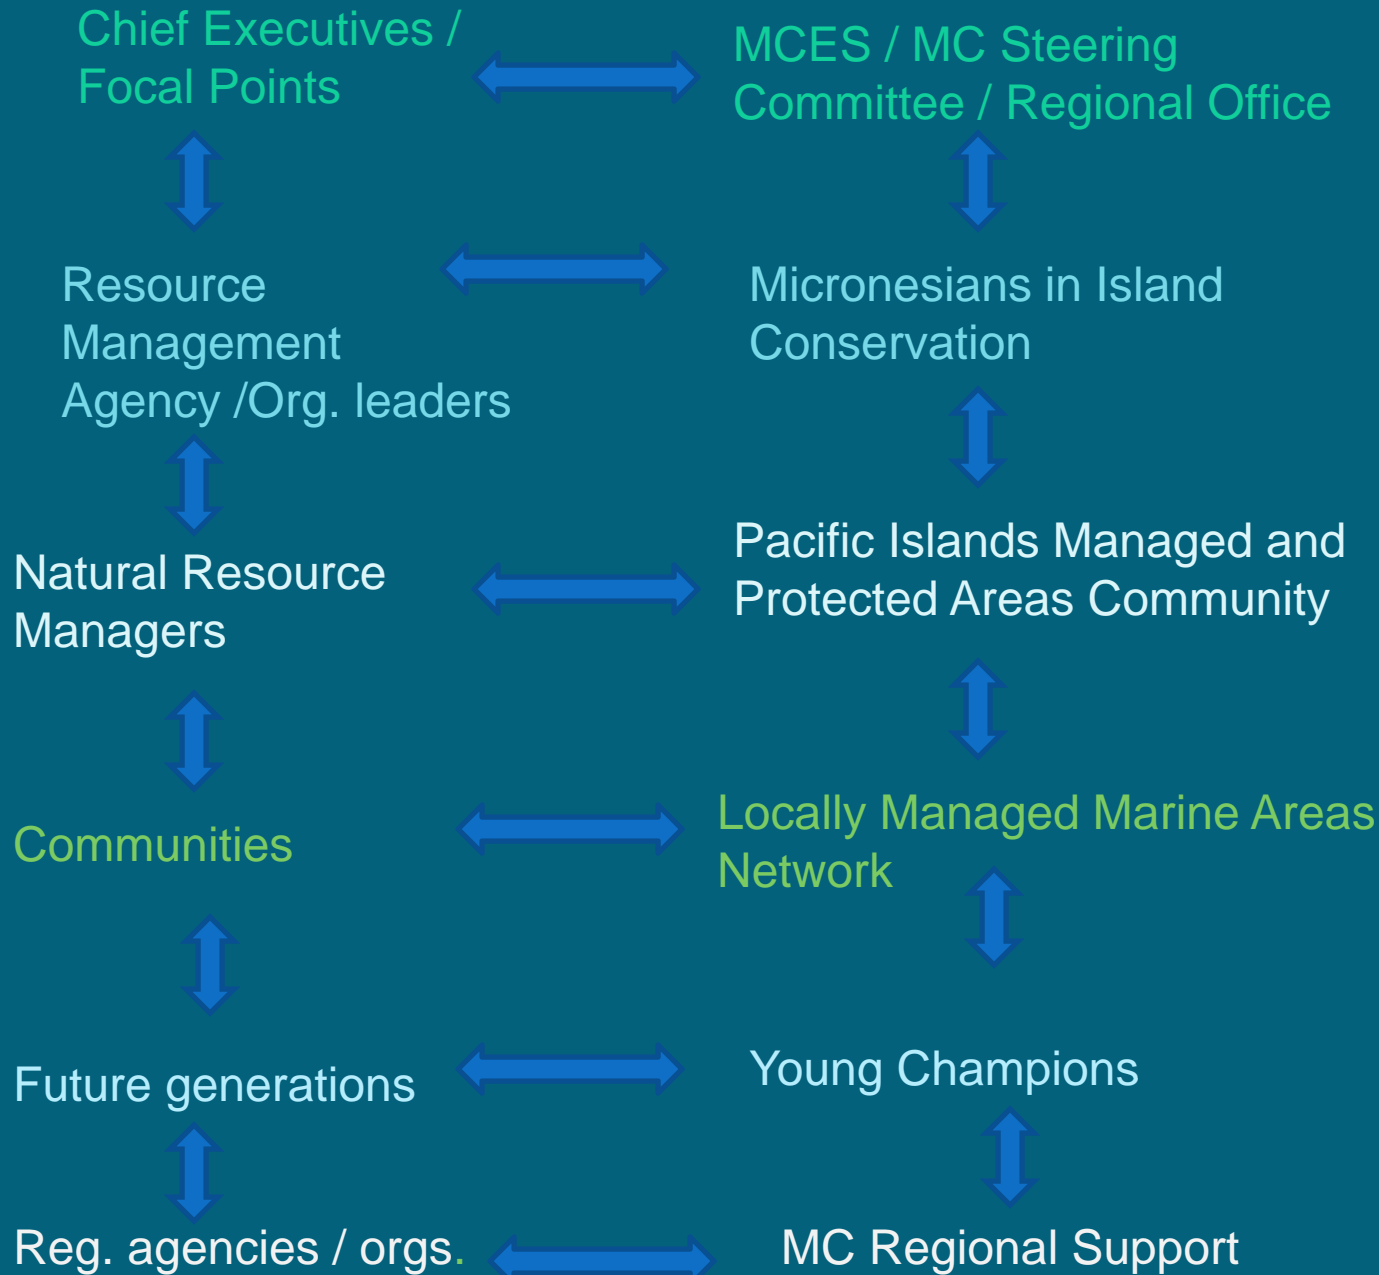 Chief Executives /
Focal Points
MCES / MC Steering
Committee / Regional Office
Resource
Management
Agency /Org. leaders
Micronesians in Island
Conservation
Natural Resource
Managers
Pacific Islands Managed and
Protected Areas Community
Communities
Locally Managed Marine Areas
Network
Future generations
Young Champions
Reg. agencies / orgs.
MC Regional Support